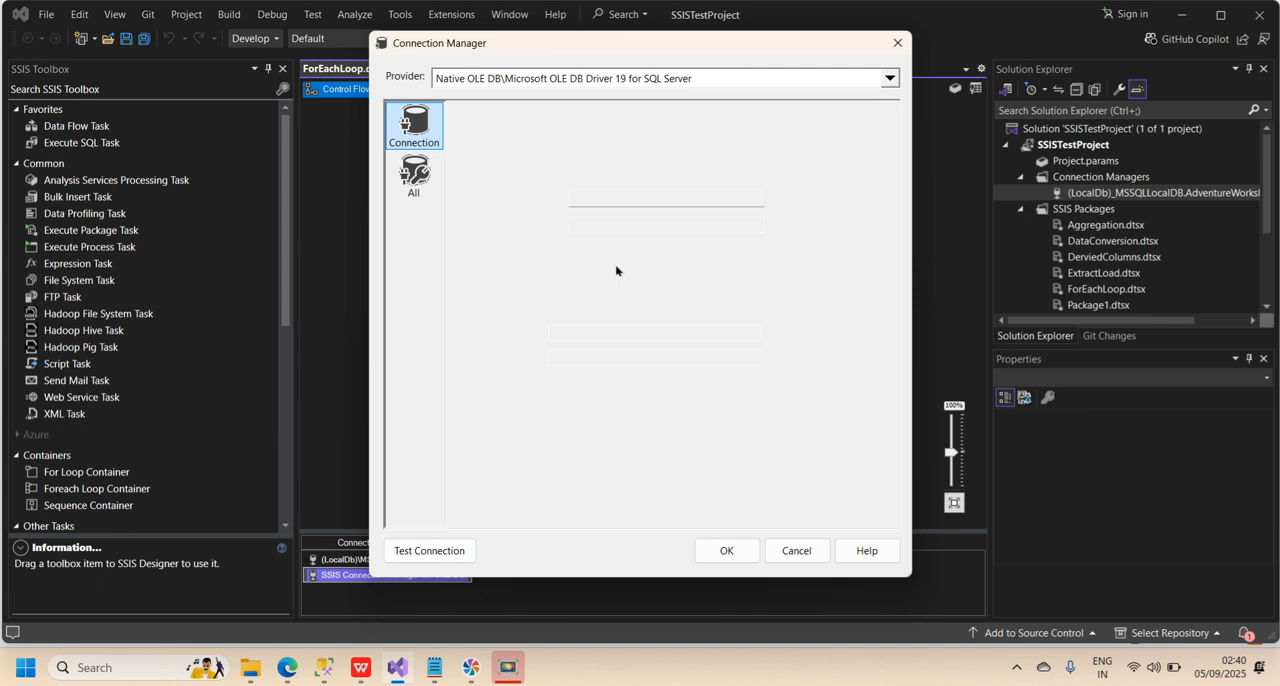 File Edit View Git Project Build Debug Test Analyze Tools Extensions Window Help Search SSISTestProject Sign in
Develop Default GitHub Copilot
SSIS Toolbox
Search SSIS Toolbox
Favorites
Data Flow Task
Execute SQL Task
Common
Analysis Services Processing Task
Bulk Insert Task
Data Profiling Task
Execute Package Task
Execute Process Task
Expression Task
File System Task
FTP Task
Hadoop File System Task
Hadoop Hive Task
Hadoop Pig Task
Script Task
Send Mail Task
Web Service Task
XML Task
Azure
Containers
For Loop Container
Foreach Loop Container
Sequence Container
Other Tasks
Information...
Drag a toolbox item to SSIS Designer to use it.
ForEachLoop.d
Control Flow
Connection Manager
Provider: Native OLE DB\Microsoft OLE DB Driver 19 for SQL Server
Connection
All
Test Connection OK Cancel Help
100%
Connect
(LocalDb)\MS
SSIS Connec
Solution Explorer
Search Solution Explorer (Ctrl+;)
Solution 'SSISTestProject' (1 of 1 project)
SSISTestProject
Project.params
Connection Managers
(LocalDb)_MSSQLLocalDB.AdventureWorksl
SSIS Packages
Aggregation.dtsx
DataConversion.dtsx
DerviedColumns.dtsx
ExtractLoad.dtsx
ForEachLoop.dtsx
Package1.dtsx
Solution Explorer Git Changes
Properties
Add to Source Control Select Repository 1
Search
ENG
IN
02:40
05/09/2025